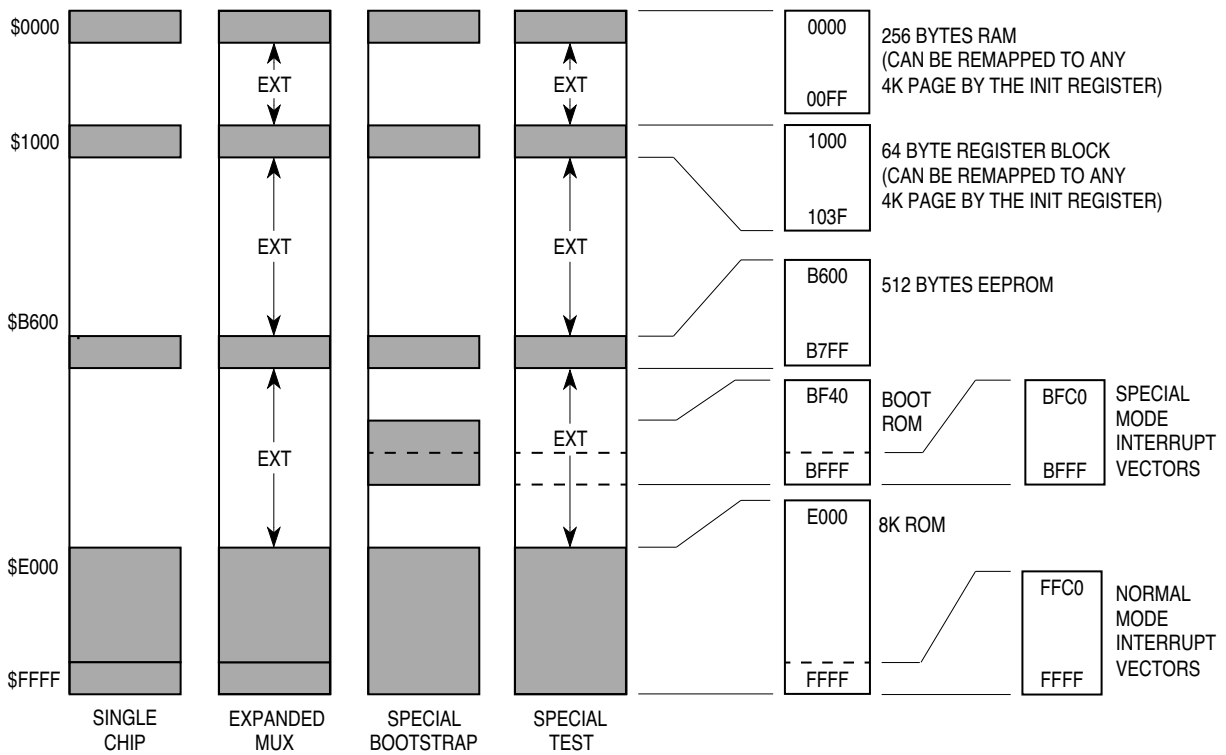 $0000
$1000
$B600
$E000
$FFFF
EXT
EXT
EXT
EXT
EXT
EXT
SINGLE
CHIP
EXPANDED
MUX
SPECIAL
BOOTSTRAP
SPECIAL
TEST
0000
00FF
256 BYTES RAM
(CAN BE REMAPPED TO ANY
4K PAGE BY THE INIT REGISTER)
1000
103F
64 BYTE REGISTER BLOCK
(CAN BE REMAPPED TO ANY
4K PAGE BY THE INIT REGISTER)
B600
B7FF
512 BYTES EEPROM
BF40
BFFF
BOOT
ROM
BFC0
BFFF
SPECIAL
MODE
INTERRUPT
VECTORS
E000
FFFF
8K ROM
FFC0
FFFF
NORMAL
MODE
INTERRUPT
VECTORS